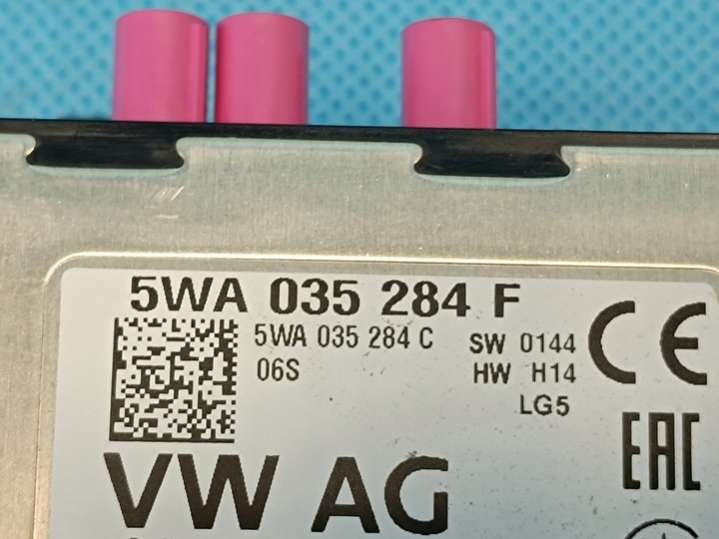 5WA 035 284 F
5WA 035 284 C SW 0144
06S HW H14
LG5
CE
EAC
VW AG